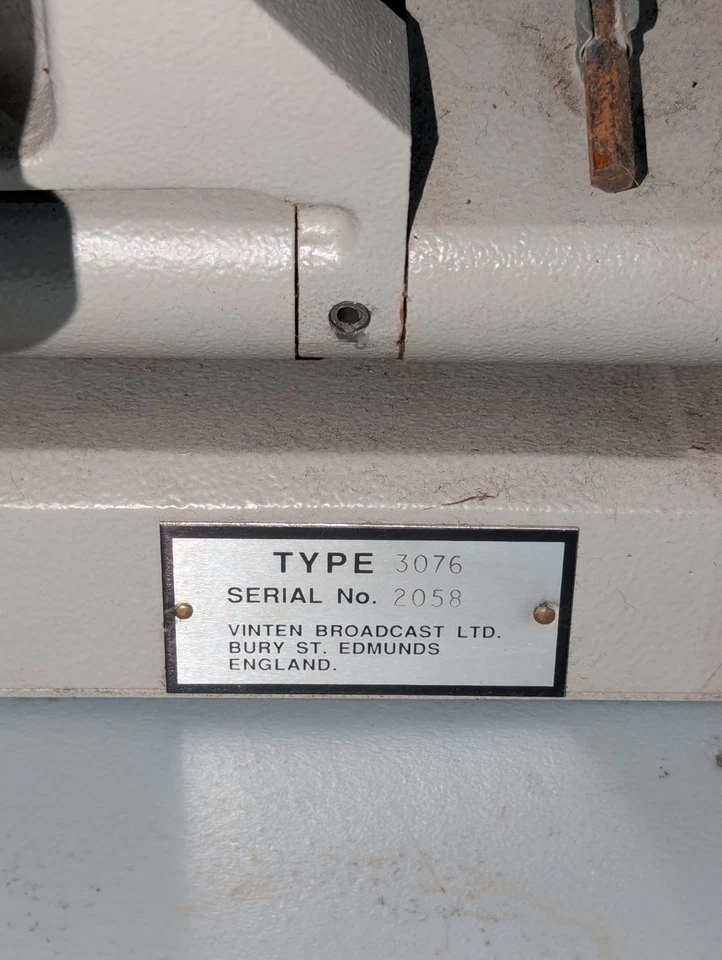 TYPE 3076
SERIAL No. 2058
VINTEN BROADCAST LTD.
BURY ST. EDMUNDS
ENGLAND.